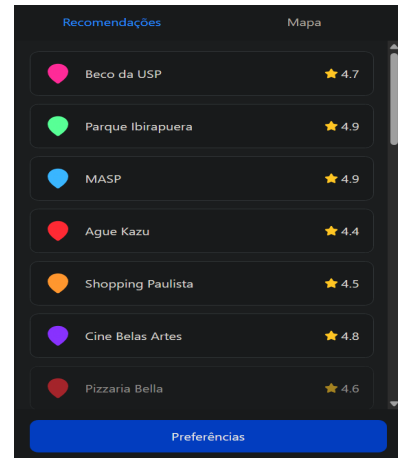 Recomendações Mapa
Beco da USP 4.7
Parque Ibirapuera 4.9
MASP 4.9
Ague Kazu 4.4
Shopping Paulista 4.5
Cine Belas Artes 4.8
Pizzaria Bella 4.6
Preferências